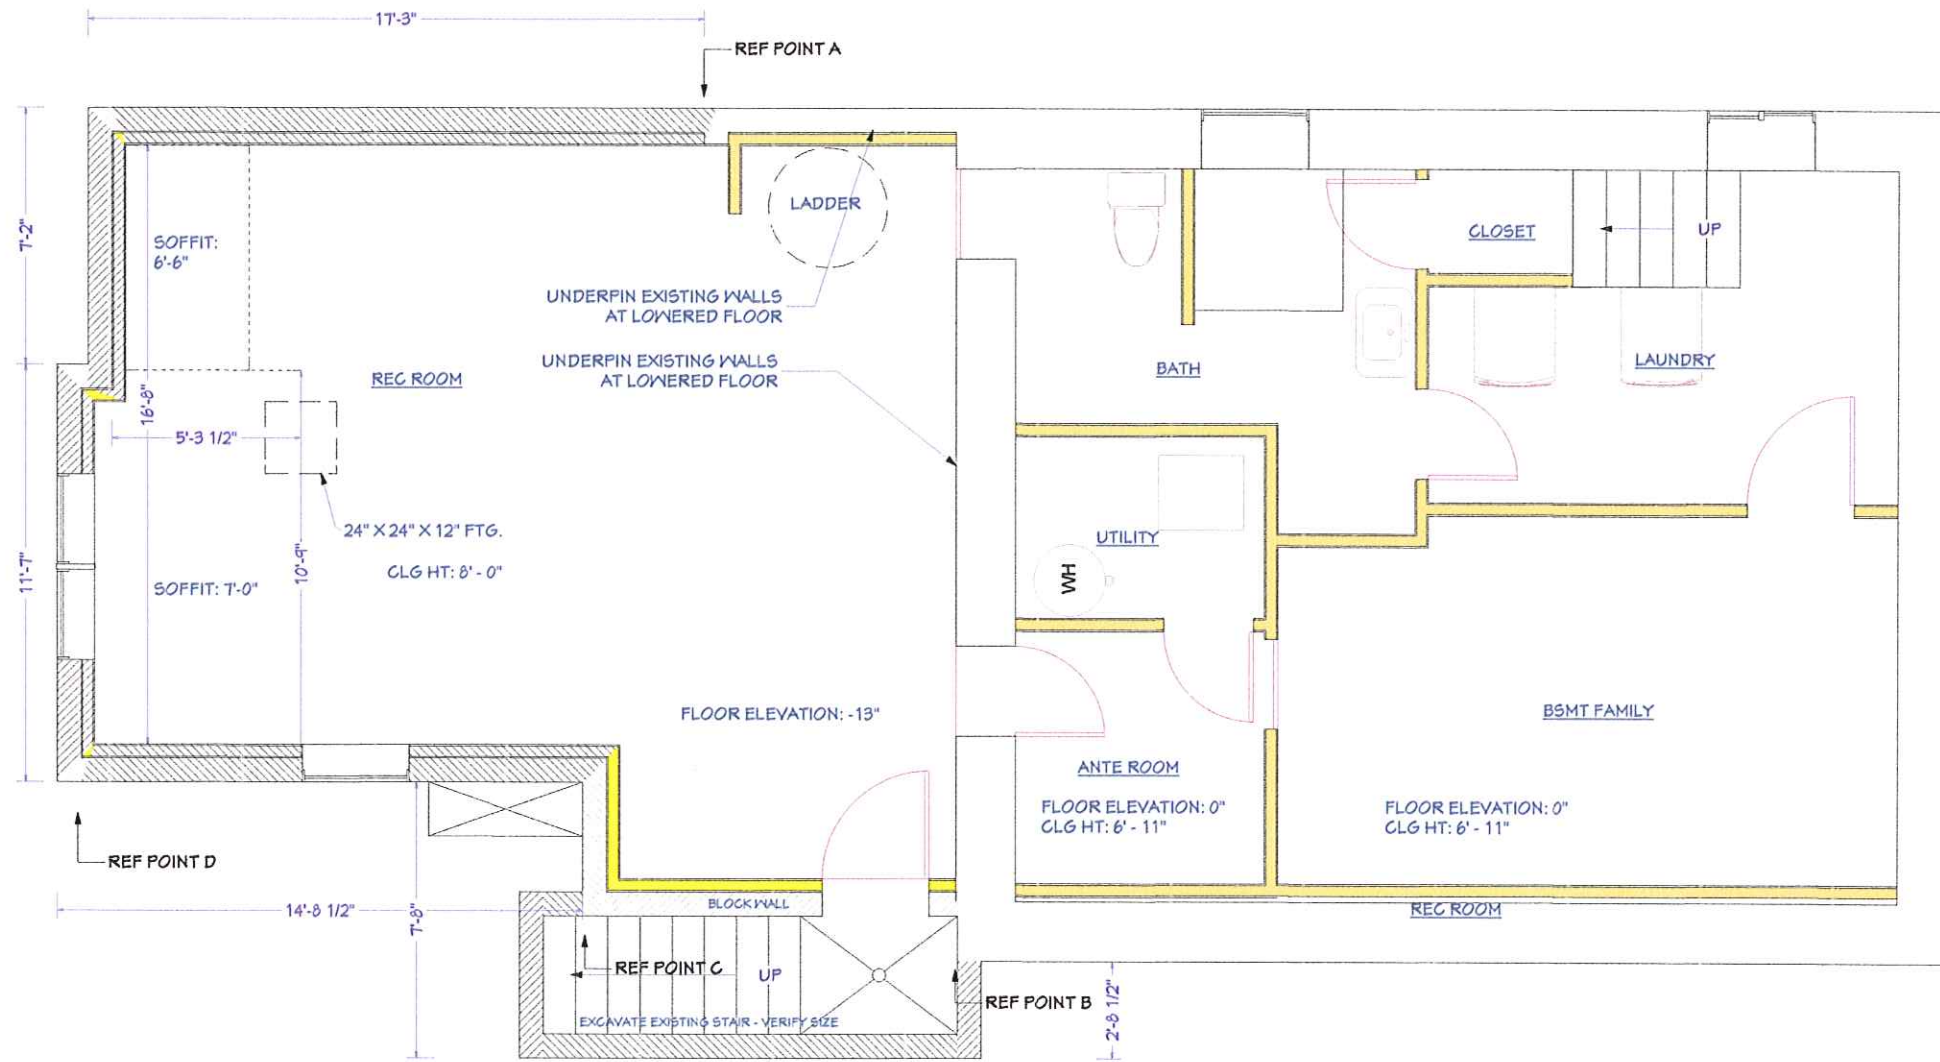 17'-3"
REF POINT A
LADDER
SOFFIT:
6'-6"
CLOSET
UP
7'-2"
UNDERPIN EXISTING WALLS
AT LOWERED FLOOR
UNDERPIN EXISTING WALLS
AT LOWERED FLOOR
REC ROOM
BATH
LAUNDRY
16'-8"
5'-3 1/2"
24" X 24" X 12" FTG.
CLG HT: 8' - 0"
UTILITY
WH
11'-7"
10'-9"
SOFFIT: 7'-0"
FLOOR ELEVATION: -13"
BSMT FAMILY
ANTE ROOM
FLOOR ELEVATION: 0"
CLG HT: 6' - 11"
FLOOR ELEVATION: 0"
CLG HT: 6' - 11"
REF POINT D
14'-8 1/2"
7'-8"
BLOCK WALL
REC ROOM
REF POINT C
UP
REF POINT B
2'-8 1/2"
EXCAVATE EXISTING STAIR - VERIFY SIZE